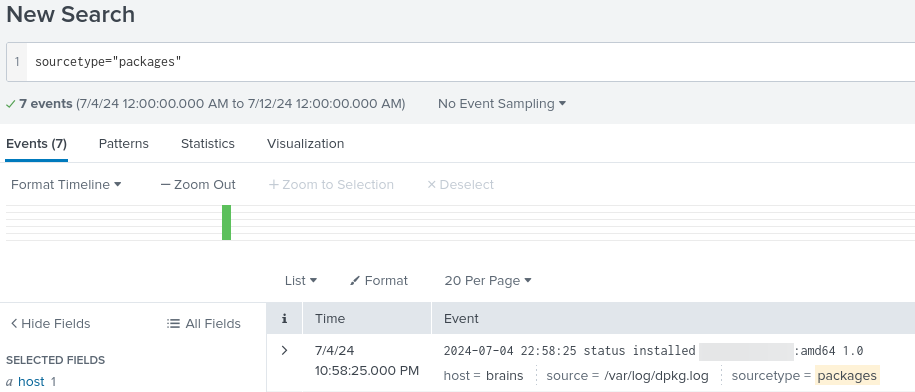 New Search
1 sourcetype="packages"
✓ 7 events (7/4/24 12:00:00.000 AM to 7/12/24 12:00:00.000 AM) No Event Sampling
Events (7) Patterns Statistics Visualization
Format Timeline — Zoom Out + Zoom to Selection × Deselect
List Format 20 Per Page
< Hide Fields All Fields i Time Event
SELECTED FIELDS
a host 1
> 7/4/24
10:58:25.000 PM
2024-07-04 22:58:25 status installed :amd64 1.0
host = brains source = /var/log/dpkg.log sourcetype = packages